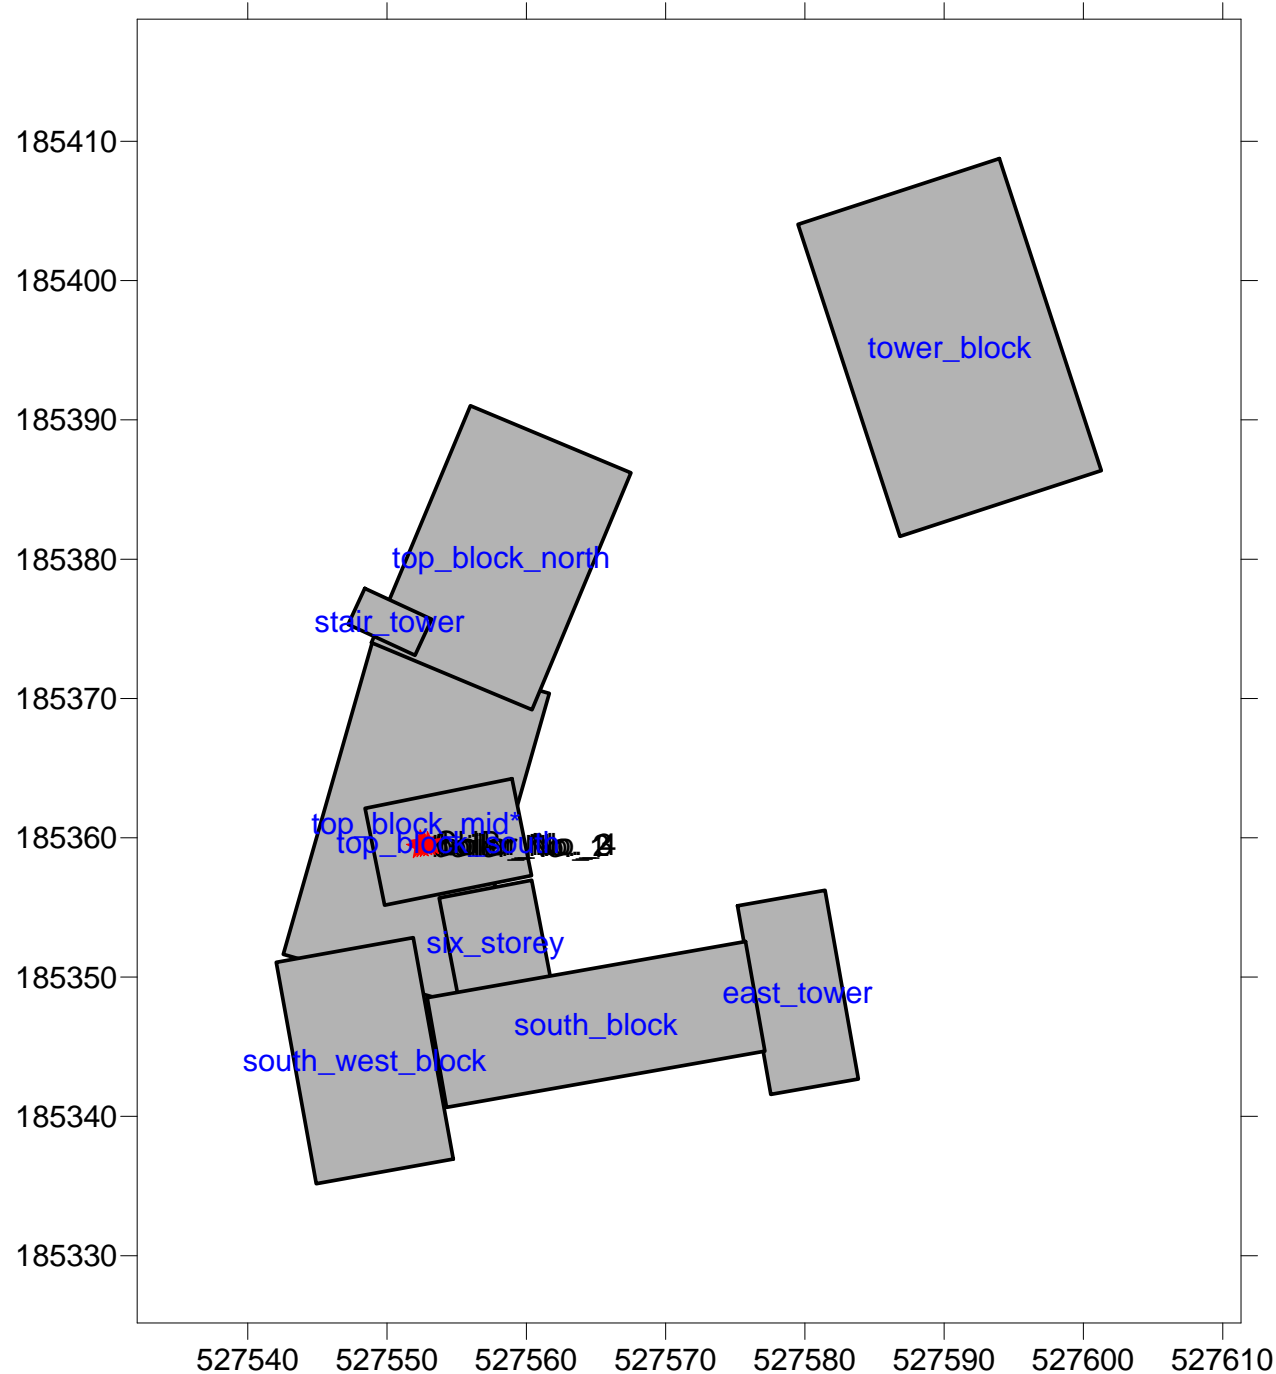 185410
185400
tower_block
185390
185380
top_block_north
stair_tower
185370
top_block_mid*
185360
top_block_south
six_storey
185350
east_tower
south_block
south_west_block
185340
185330
527540 527550 527560 527570 527580 527590 527600 527610